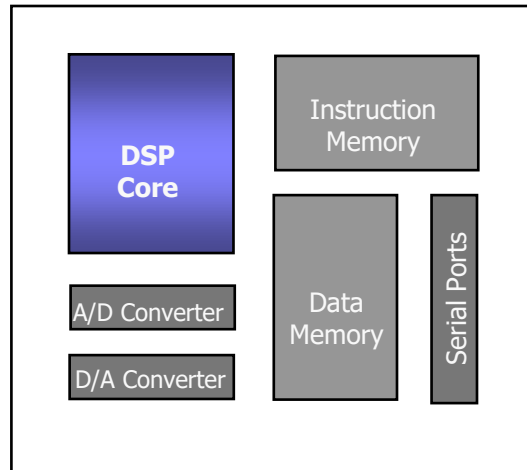 DSP
Core
Instruction
Memory
A/D Converter
D/A Converter
Data
Memory
Serial Ports